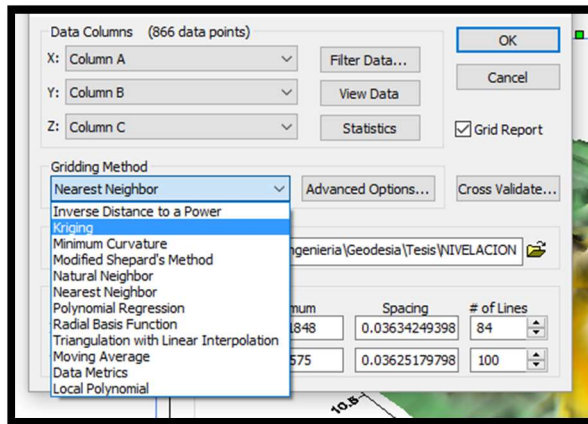 Data Columns (866 data points)
OK
X: Column A
Filter Data...
Cancel
Y: Column B
View Data
Z: Column C
Statistics
Grid Report
Gridding Method
Nearest Neighbor
Advanced Options...
Cross Validate...
Inverse Distance to a Power
Kriging
Minimum Curvature
Modified Shepard's Method
Natural Neighbor
Nearest Neighbor
Polynomial Regression
Radial Basis Function
Triangulation with Linear Interpolation
Moving Average
Data Metrics
Local Polynomial
ngenieria\Geodesia\Tesis\NIVELACION
mum
Spacing
# of Lines
1848
0.03634249398
84
575
0.03625179798
100
10.5